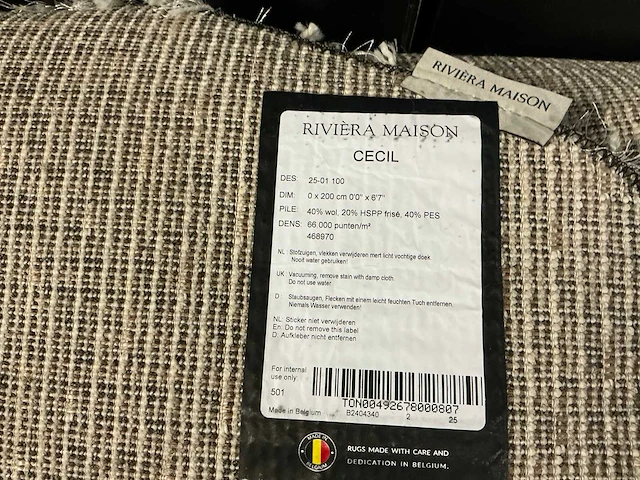 RIVIÈRA MAISON
RIVIÈRA MAISON
CECIL
DES: 25-01 100
DIM: 0 x 200 cm 0'0" x 6'7"
PILE: 40% wol, 20% HSPP frisé, 40% PES
DENS: 66.000 punten/m²
468970
NL: Stofzuigen, vlekken verwijderen mert licht vochtige doek.
Nooit water gebruiken!
UK: Vacuuming, remove stain with damp cloth.
Do not use water
D: Staubsaugen, Flecken mit einem leicht feuchten Tuch entfernen.
Niemals Wasser verwenden!
NL: Sticker niet verwijderen
En. Do not remove this label
D. Aufkleber nicht entfernen
For internal
use only:
501
TON00492678000807
Made in Belgium B2404340 2 25
MADE IN
BELGIUM
RUGS MADE WITH CARE AND
DEDICATION IN BELGIUM.